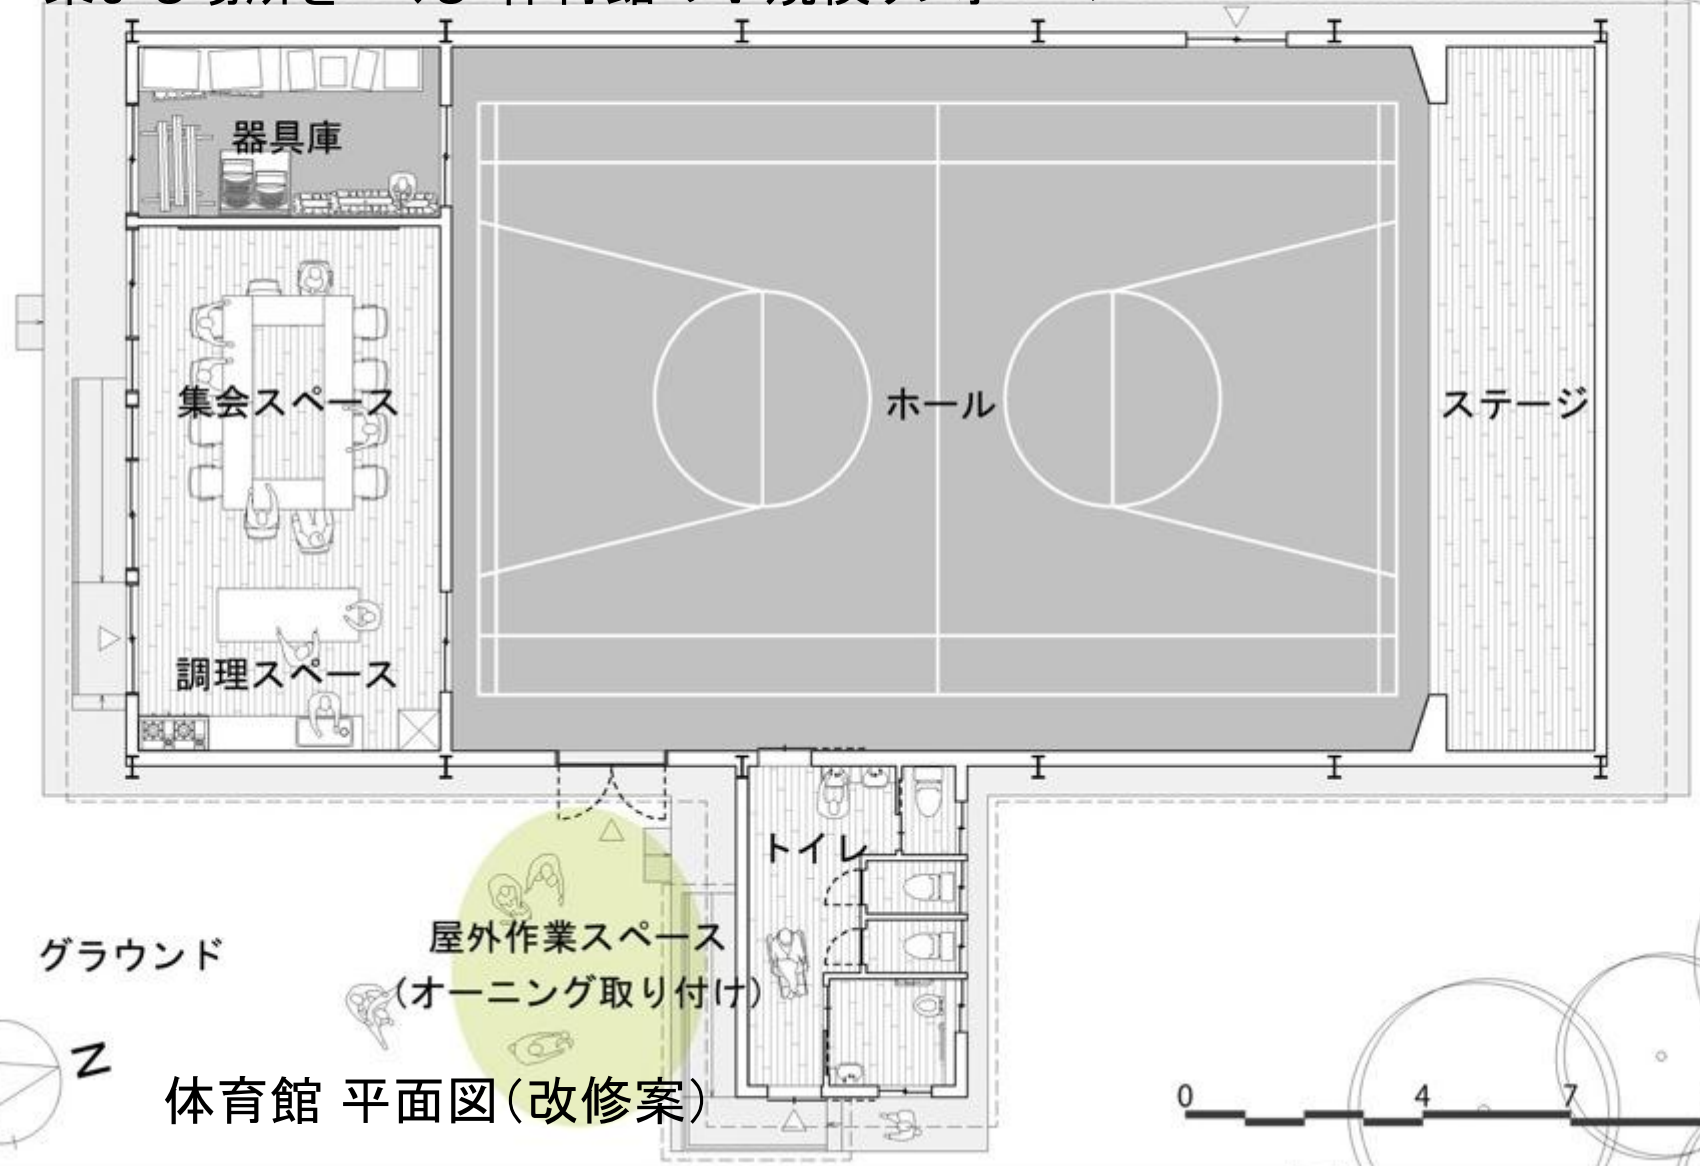 器具庫
集会スペース
ホール
ステージ
調理スペース
トイレ
グラウンド
屋外作業スペース
(オーニング取り付け)
N
体育館 平面図(改修案)
0 4 7